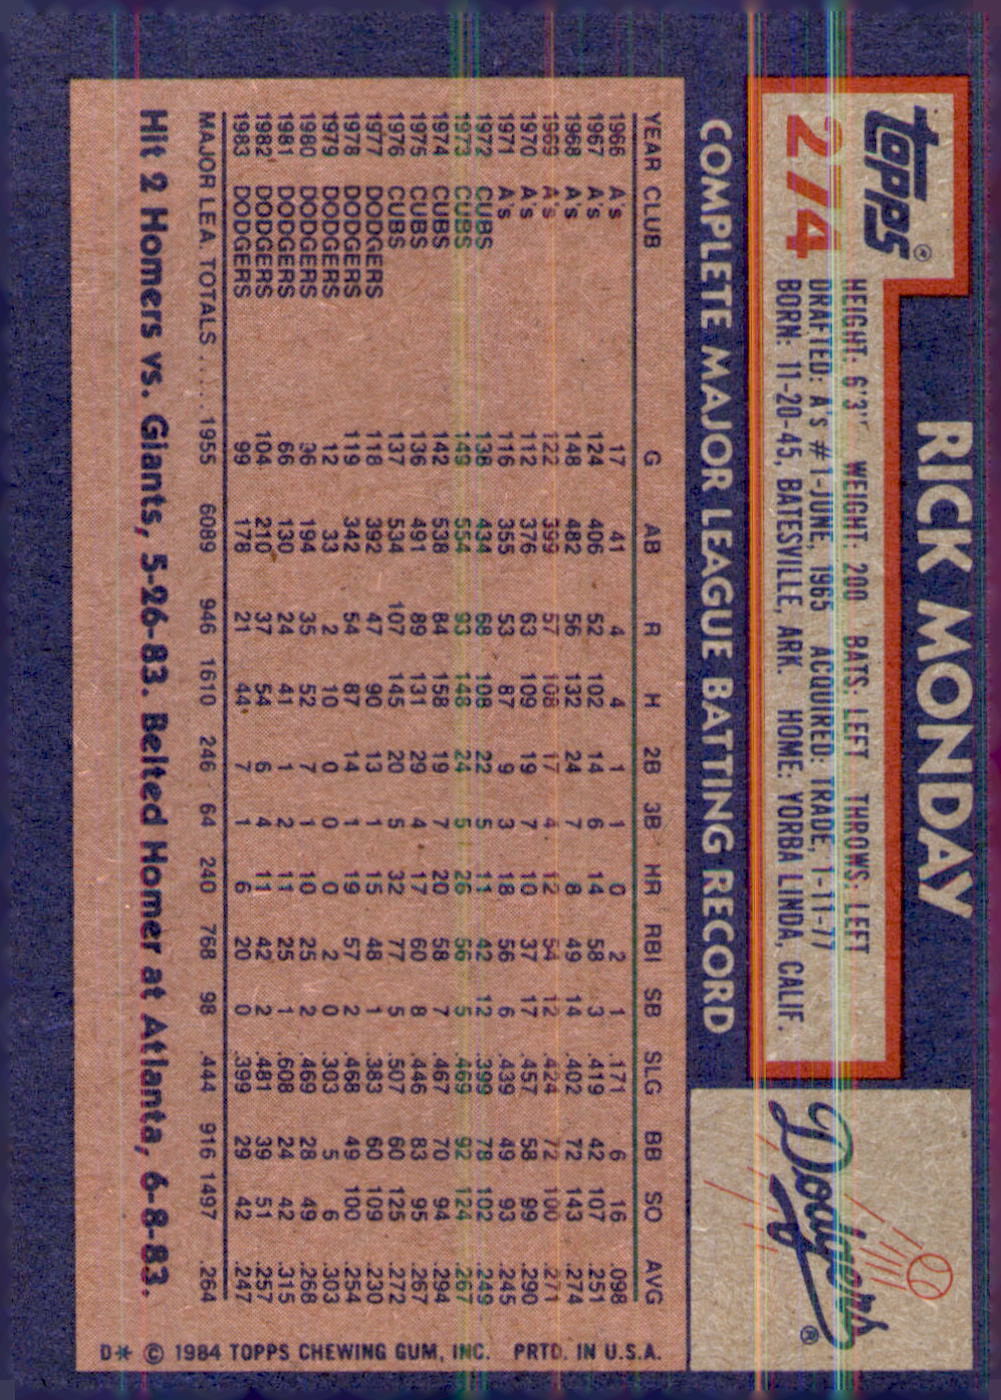 RICK MONDAY
topps®
274
HEIGHT: 6'3" WEIGHT: 200 BATS: LEFT THROWS: LEFT
DRAFTED: A'S #1-JUNE, 1965 ACQUIRED: TRADE, 1-11-77
BORN: 11-20-45, BATESVILLE, ARK. HOME: YORBA LINDA, CALIF.
Dodgers®
COMPLETE MAJOR LEAGUE BATTING RECORD
YEAR CLUB G AB R H 2B 3B HR RBI SB SLG BB SO AVG
1966 A's 17 41 4 4 1 1 0 2 1 .171 6 16 .098
1967 A's 124 406 52 102 14 6 14 58 3 .419 42 107 .251
1968 A's 148 482 56 132 24 7 8 49 14 .402 72 143 .274
1969 A's 122 399 57 108 17 4 12 54 12 .424 72 100 .271
1970 A's 112 376 63 109 19 7 10 37 17 .457 58 99 .290
1971 A's 116 355 53 87 9 3 18 56 6 .439 49 93 .245
1972 CUBS 138 434 68 108 22 5 11 42 12 .399 78 102 .249
1973 CUBS 149 554 93 148 24 5 26 56 5 .469 92 124 .267
1974 CUBS 142 538 84 158 19 7 20 58 7 .467 70 94 .294
1975 CUBS 136 491 89 131 29 4 17 60 8 .446 83 95 .267
1976 CUBS 137 534 107 145 20 5 32 77 5 .507 60 125 .272
1977 DODGERS 118 392 47 90 13 1 15 48 1 .383 60 109 .230
1978 DODGERS 119 342 54 87 14 1 19 57 2 .468 49 100 .254
1979 DODGERS 12 33 2 10 0 0 0 2 0 .303 5 6 .303
1980 DODGERS 96 194 35 52 7 1 10 25 2 .469 28 49 .268
1981 DODGERS 66 130 24 41 1 2 11 25 1 .608 24 42 .315
1982 DODGERS 104 210 37 54 6 4 11 42 2 .481 39 51 .257
1983 DODGERS 99 178 21 44 7 1 6 20 0 .399 29 42 .247
MAJOR LEA. TOTALS ..... 1955 6089 946 1610 246 64 240 768 98 .444 916 1497 .264
Hit 2 Homers vs. Giants, 5-26-83. Belted Homer at Atlanta, 6-8-83.
D* © 1984 TOPPS CHEWING GUM, INC. PRTD. IN U.S.A.